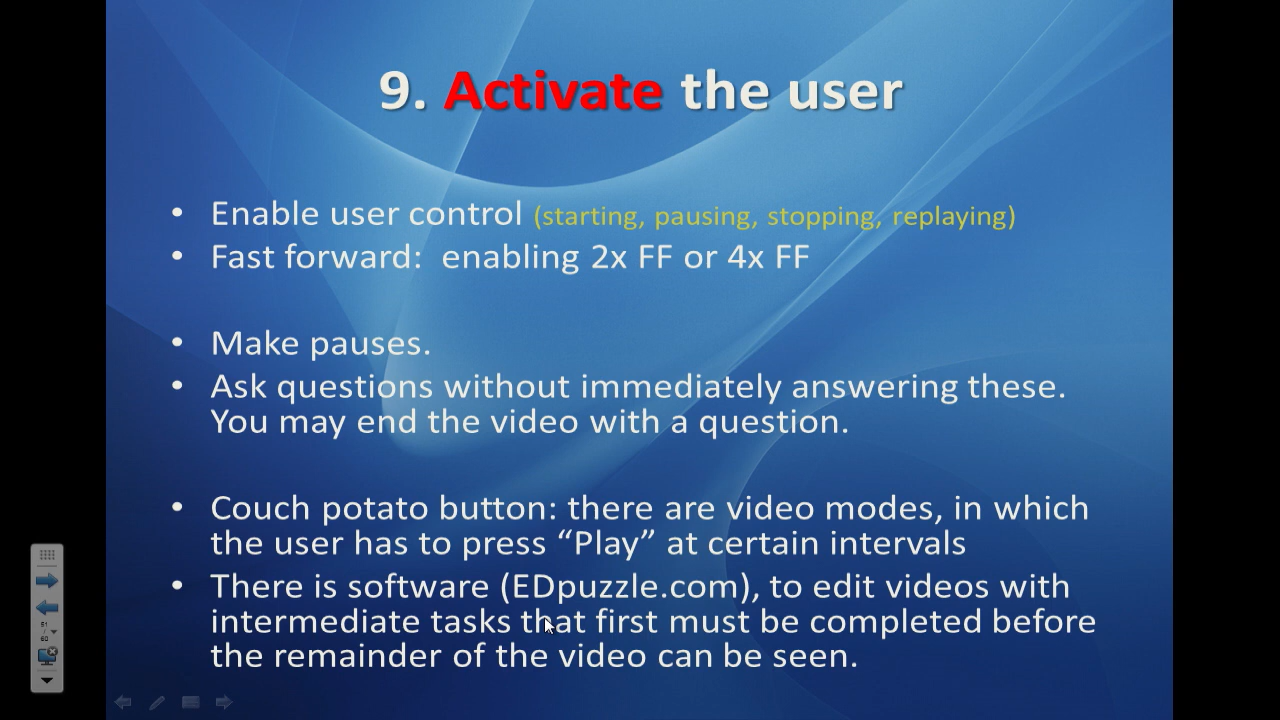 9. Activate the user
• Enable user control (starting, pausing, stopping, replaying)
• Fast forward:  enabling 2x FF or 4x FF
• Make pauses.
• Ask questions without immediately answering these.
You may end the video with a question.
• Couch potato button: there are video modes, in which
the user has to press “Play” at certain intervals
• There is software (EDpuzzle.com), to edit videos with
intermediate tasks that first must be completed before
the remainder of the video can be seen.
51
/
60